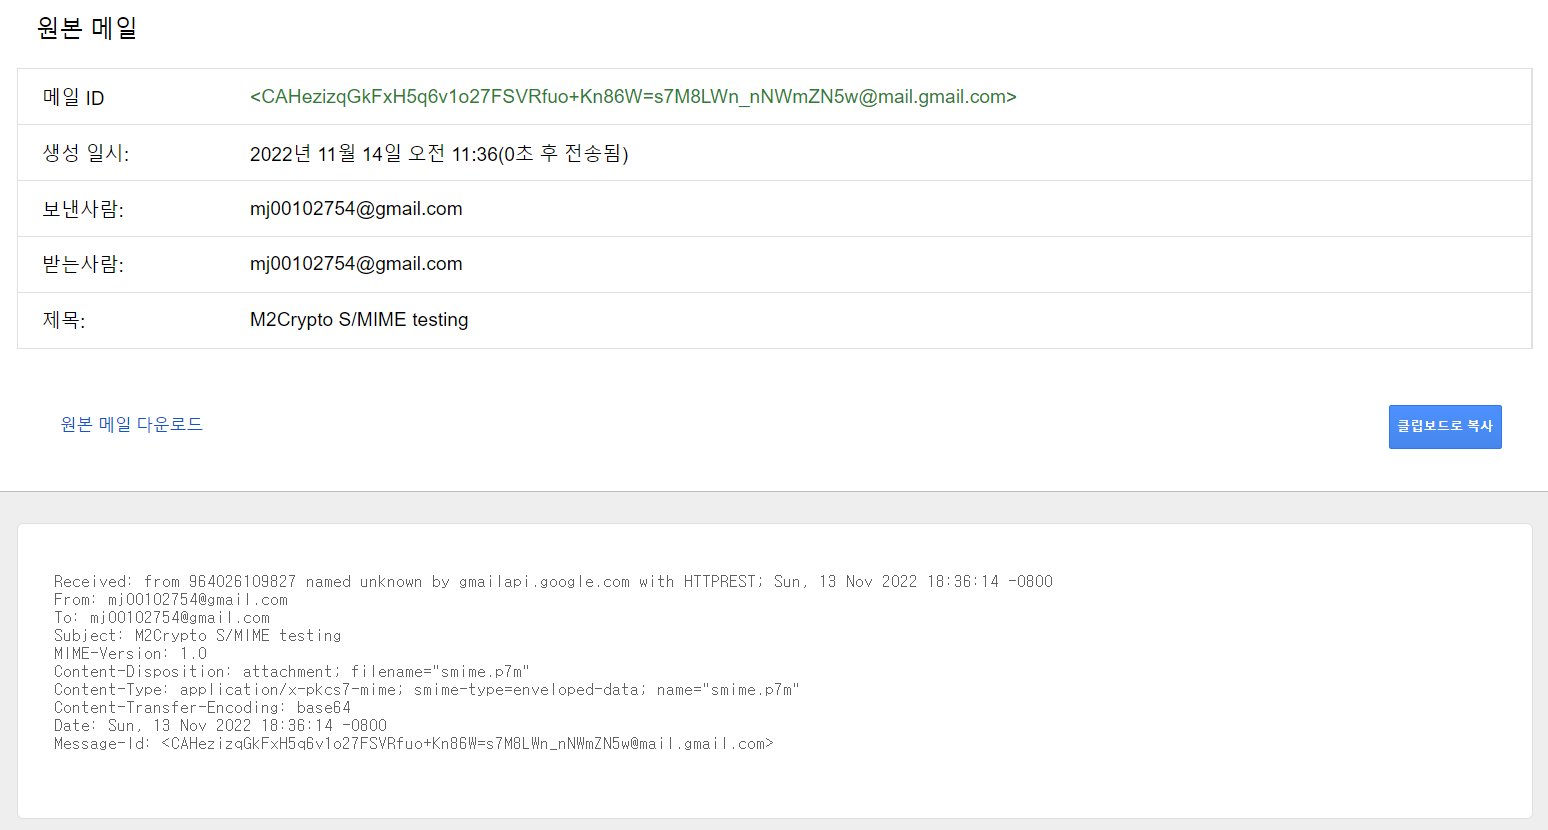 원본 메일
메일 ID <CAHezizqGkFxH5q6v1o27FSVRfuo+Kn86W=s7M8LWn_nNWmZN5w@mail.gmail.com>
생성 일시: 2022년 11월 14일 오전 11:36(0초 후 전송됨)
보낸사람: mj00102754@gmail.com
받는사람: mj00102754@gmail.com
제목: M2Crypto S/MIME testing
원본 메일 다운로드 클립보드로 복사
Received: from 964026109827 named unknown by gmailapi.google.com with HTTPREST; Sun, 13 Nov 2022 18:36:14 -0800
From: mj00102754@gmail.com
To: mj00102754@gmail.com
Subject: M2Crypto S/MIME testing
MIME-Version: 1.0
Content-Disposition: attachment; filename="smime.p7m"
Content-Type: application/x-pkcs7-mime; smime-type=enveloped-data; name="smime.p7m"
Content-Transfer-Encoding: base64
Date: Sun, 13 Nov 2022 18:36:14 -0800
Message-Id: <CAHezizqGkFxH5q6v1o27FSVRfuo+Kn86W=s7M8LWn_nNWmZN5w@mail.gmail.com>